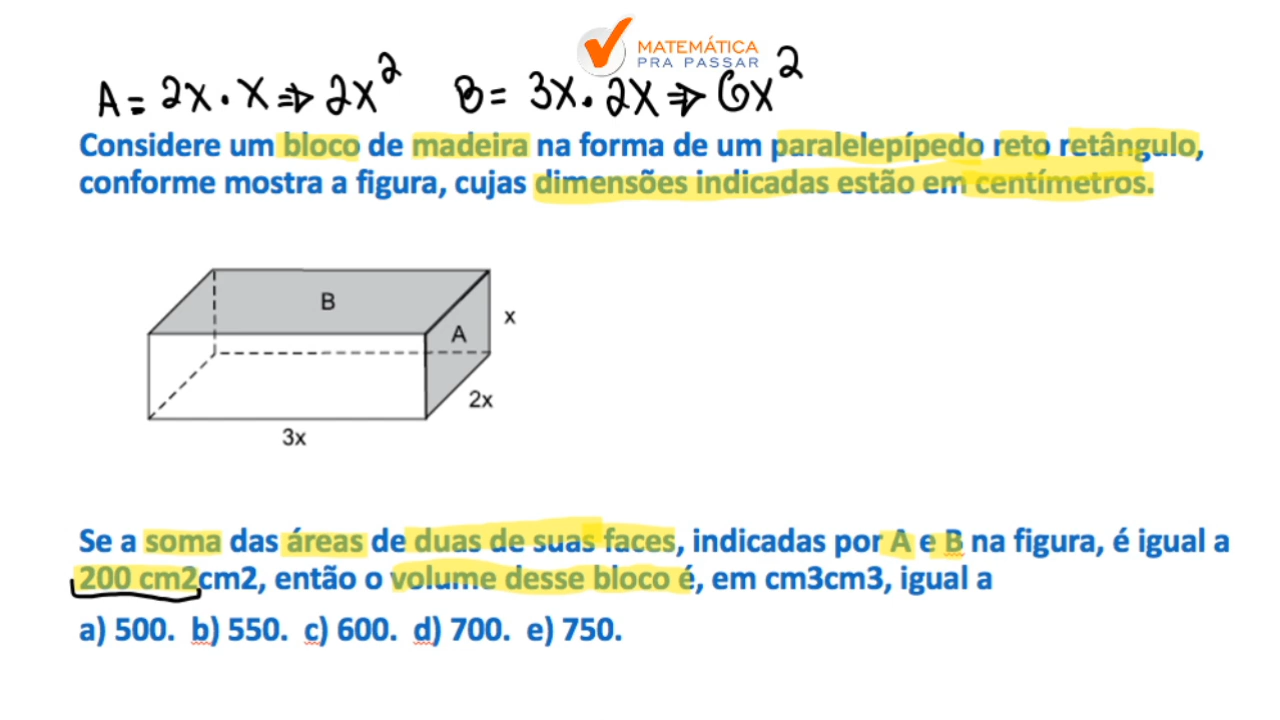 MATEMÁTICA
PRA PASSAR
A = 2x · x ⇒ 2x² B = 3x · 2x ⇒ 6x²
Considere um bloco de madeira na forma de um paralelepípedo reto retângulo,
conforme mostra a figura, cujas dimensões indicadas estão em centímetros.
B
A
x
2x
3x
Se a soma das áreas de duas de suas faces, indicadas por A e B na figura, é igual a
200 cm2cm2, então o volume desse bloco é, em cm3cm3, igual a
a) 500. b) 550. c) 600. d) 700. e) 750.